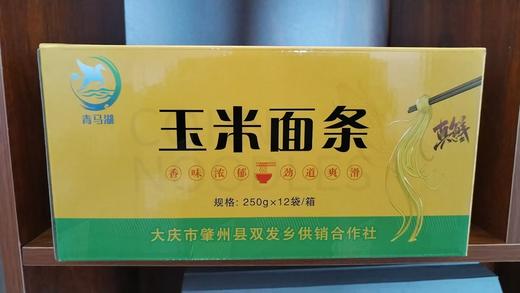 青马湖
玉米面条
真鲜
香味浓郁 劲道爽滑
规格: 250g×12袋/箱
大庆市肇州县双发乡供销合作社